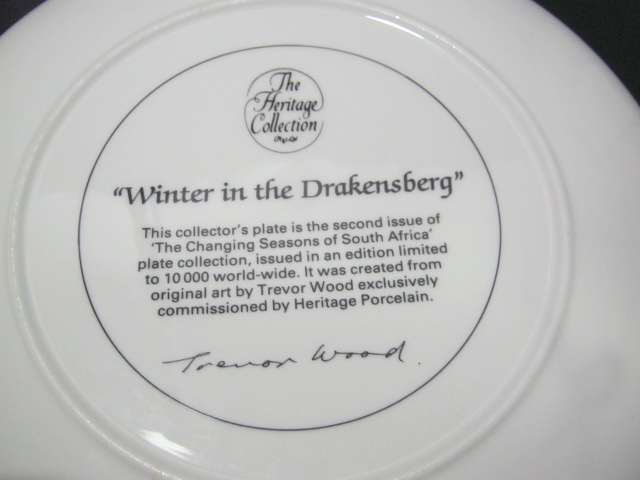 The
Heritage
Collection
(Pty) Ltd
“Winter in the Drakensberg”
This collector's plate is the second issue of
'The Changing Seasons of South Africa'
plate collection, issued in an edition limited
to 10 000 world-wide. It was created from
original art by Trevor Wood exclusively
commissioned by Heritage Porcelain.
Trevor Wood.